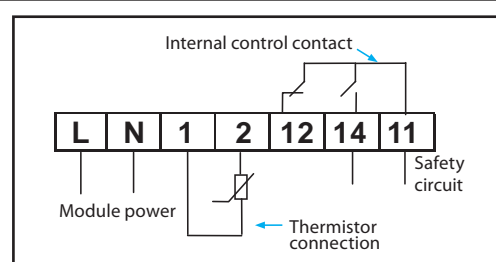 Internal control contact
L N 1 2 12 14 11
Safety
circuit
Module power
Thermistor
connection